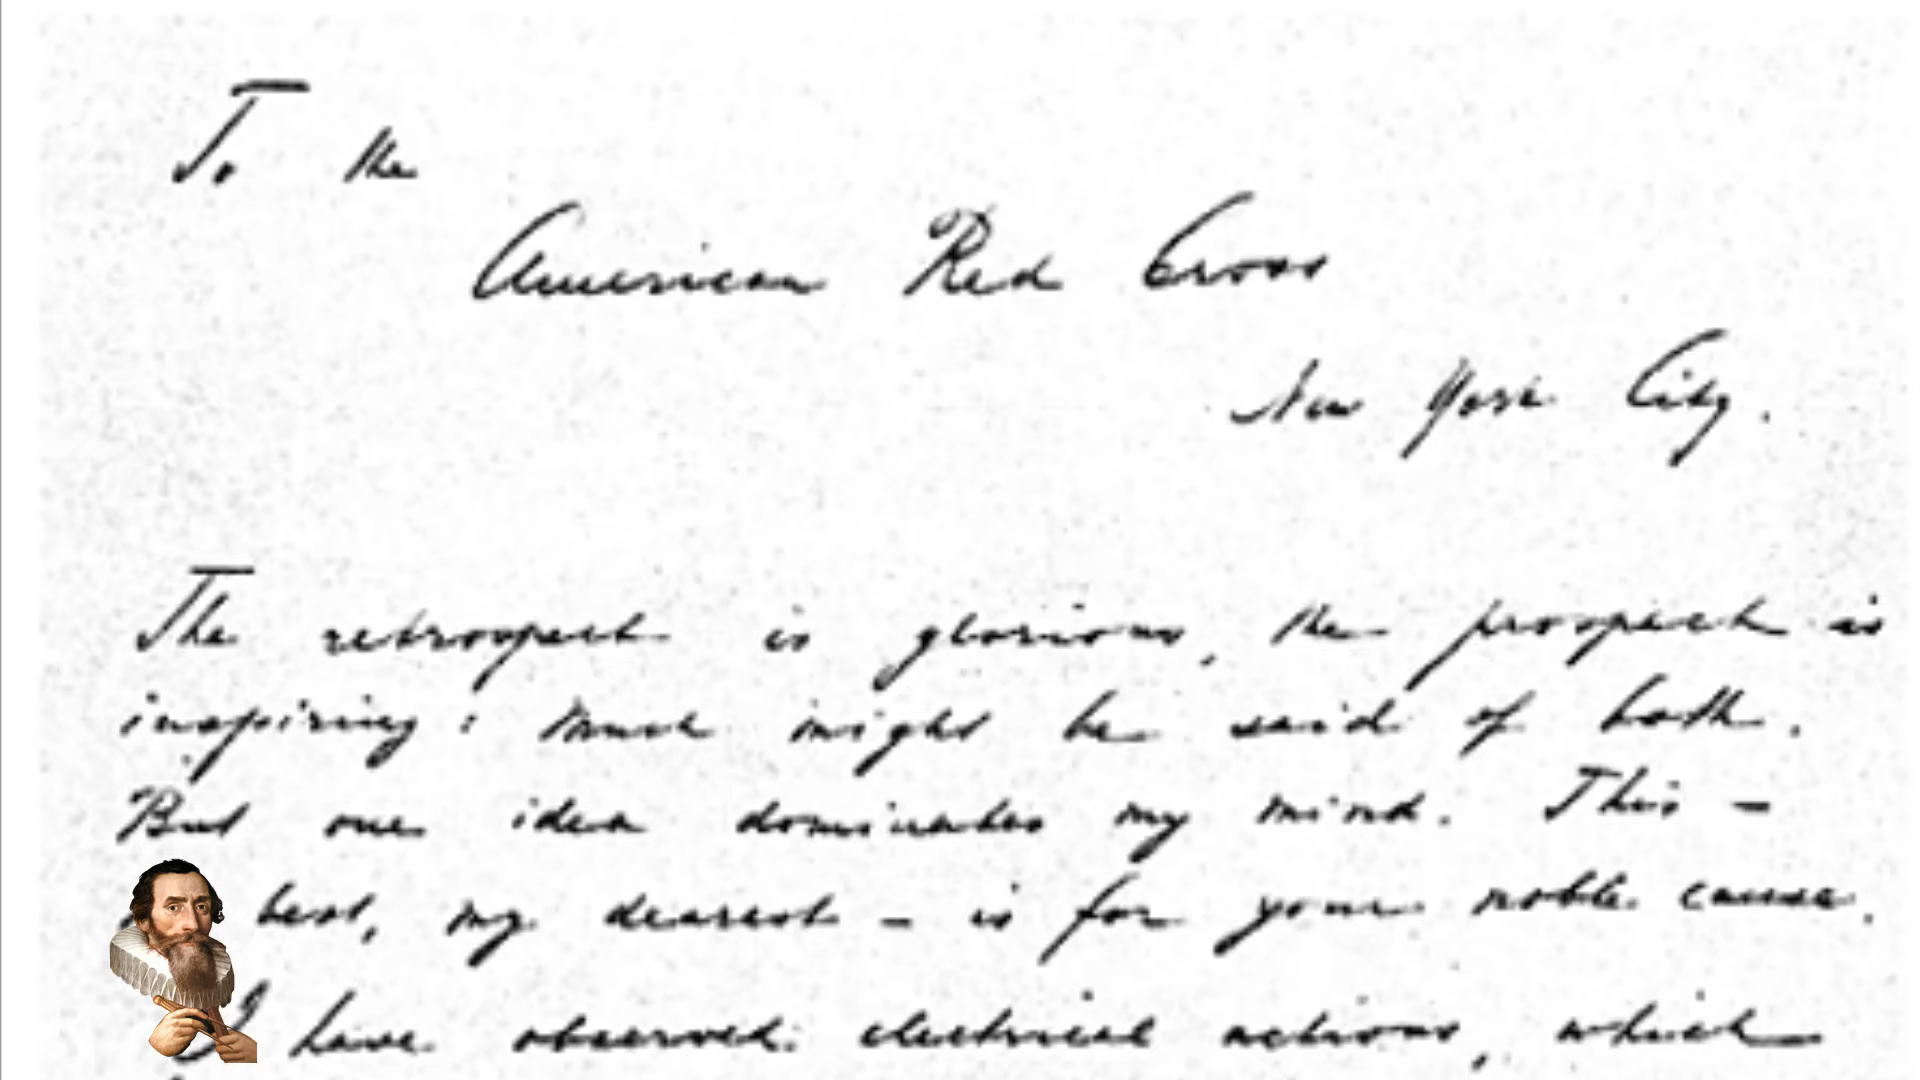 To the
American Red Cross
New York City.
The retrospect is glorious, the prospect is
inspiring: Much might be said of both.
But one idea dominates my mind. This –
best, my dearest – is for your noble cause.
I have observed electrical actions, which